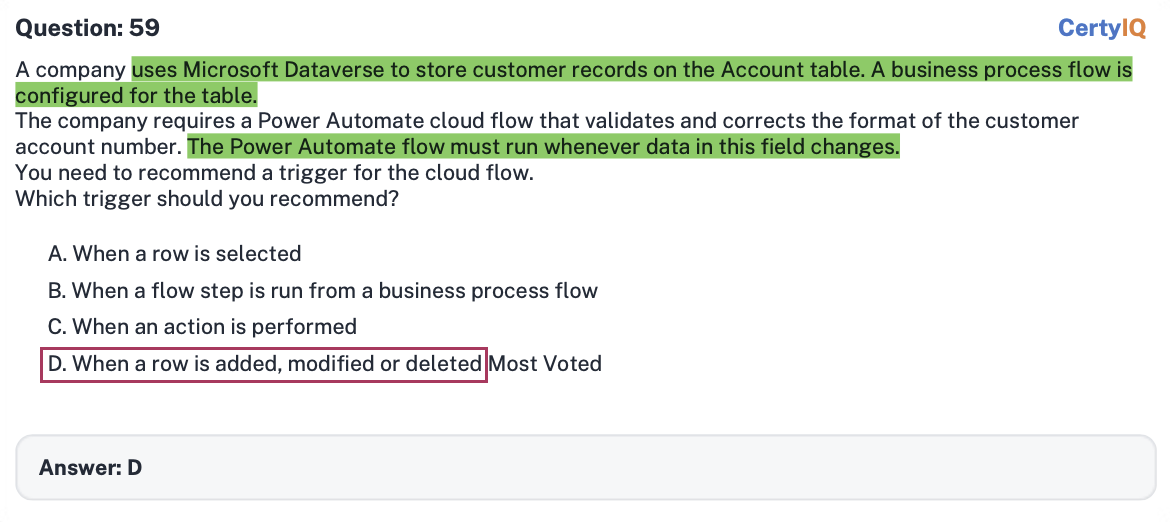 Question: 59
CertyIQ
A company uses Microsoft Dataverse to store customer records on the Account table. A business process flow is
configured for the table.
The company requires a Power Automate cloud flow that validates and corrects the format of the customer
account number. The Power Automate flow must run whenever data in this field changes.
You need to recommend a trigger for the cloud flow.
Which trigger should you recommend?
A. When a row is selected
B. When a flow step is run from a business process flow
C. When an action is performed
D. When a row is added, modified or deleted Most Voted
Answer: D